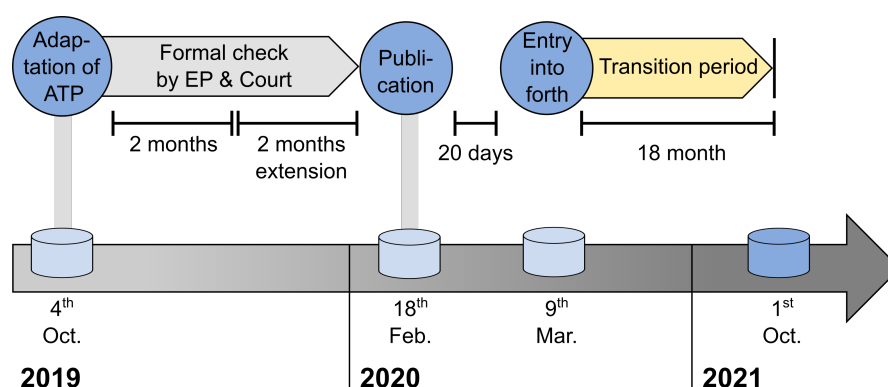 Adap-
tation of
ATP
Formal check
by EP & Court
Publi-
cation
Entry
into
forth
Transition period
2 months
2 months
extension
20 days
18 month
4th
Oct.
18th
Feb.
9th
Mar.
1st
Oct.
2019
2020
2021